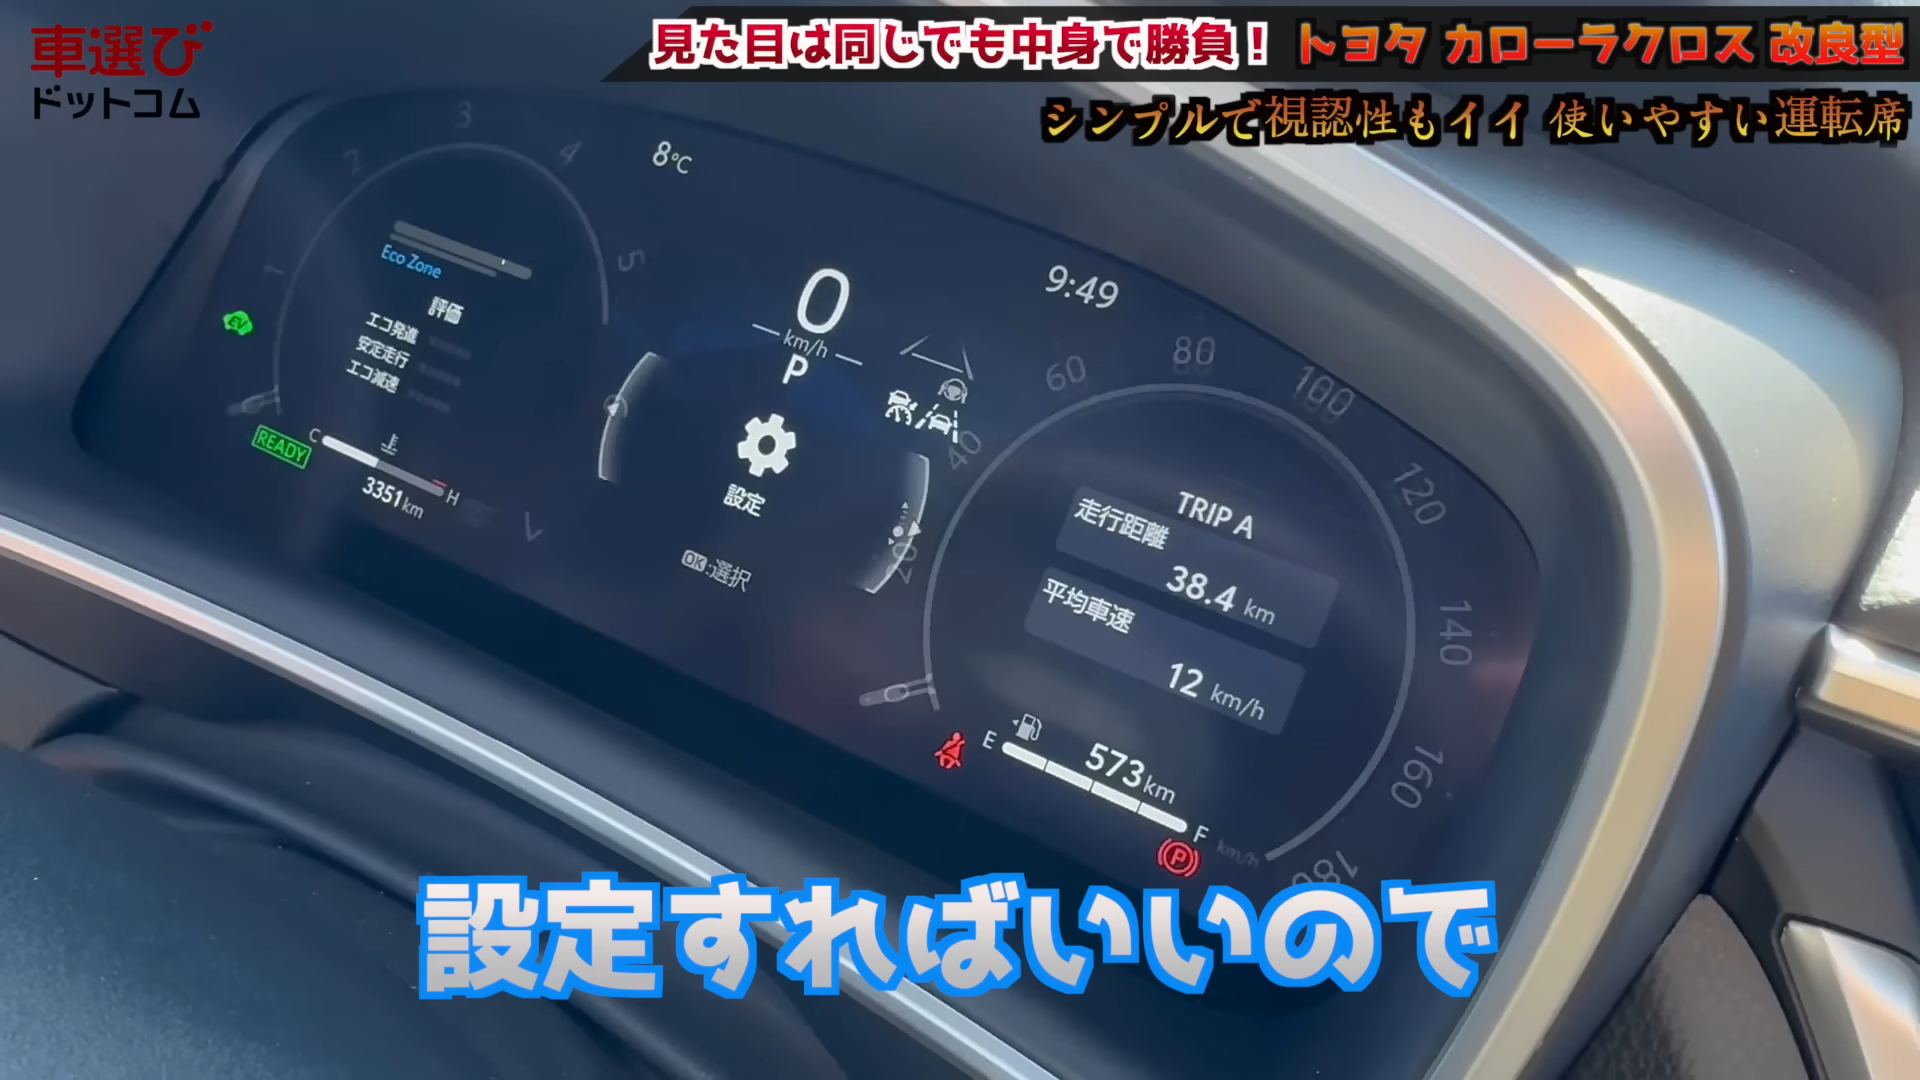 車選び
ドットコム
見た目は同じでも中身で勝負！ トヨタ カローラクロス 改良型
シンプルで視認性もイイ 使いやすい運転席
1
2
3
4
5
8℃
Eco Zone
評価
エコ発進
安定走行
エコ減速
EV
READY
C
H
3351km
0
km/h
P
設定
OK:選択
9:49
20
40
60
80
100
120
140
160
180
km/h
TRIP A
走行距離
38.4 km
平均車速
12 km/h
E
573km
F
P
設定すればいいので